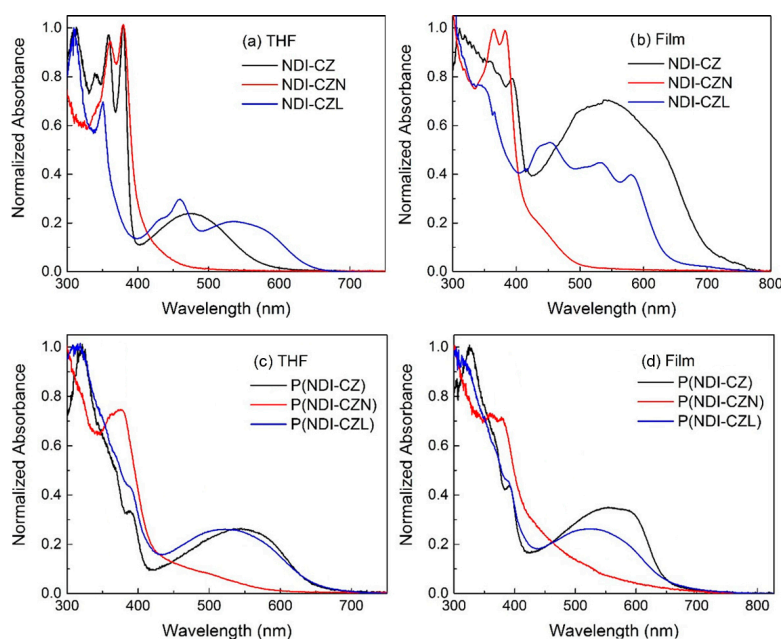 (a) THF
NDI-CZ
NDI-CZN
NDI-CZL
Normalized Absorbance
1.0
0.8
0.6
0.4
0.2
0.0
300 400 500 600 700
Wavelength (nm)
(b) Film
NDI-CZ
NDI-CZN
NDI-CZL
Normalized Absorbance
1.0
0.8
0.6
0.4
0.2
0.0
300 400 500 600 700 800
Wavelength (nm)
(c) THF
P(NDI-CZ)
P(NDI-CZN)
P(NDI-CZL)
Normalized Absorbance
1.0
0.8
0.6
0.4
0.2
0.0
300 400 500 600 700
Wavelength (nm)
(d) Film
P(NDI-CZ)
P(NDI-CZN)
P(NDI-CZL)
Normalized Absorbance
1.0
0.8
0.6
0.4
0.2
0.0
300 400 500 600 700 800
Wavelength (nm)